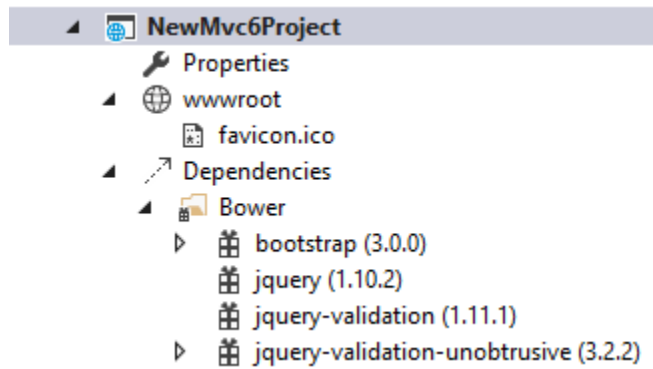 NewMvc6Project
Properties
wwwroot
favicon.ico
Dependencies
Bower
bootstrap (3.0.0)
jquery (1.10.2)
jquery-validation (1.11.1)
jquery-validation-unobtrusive (3.2.2)